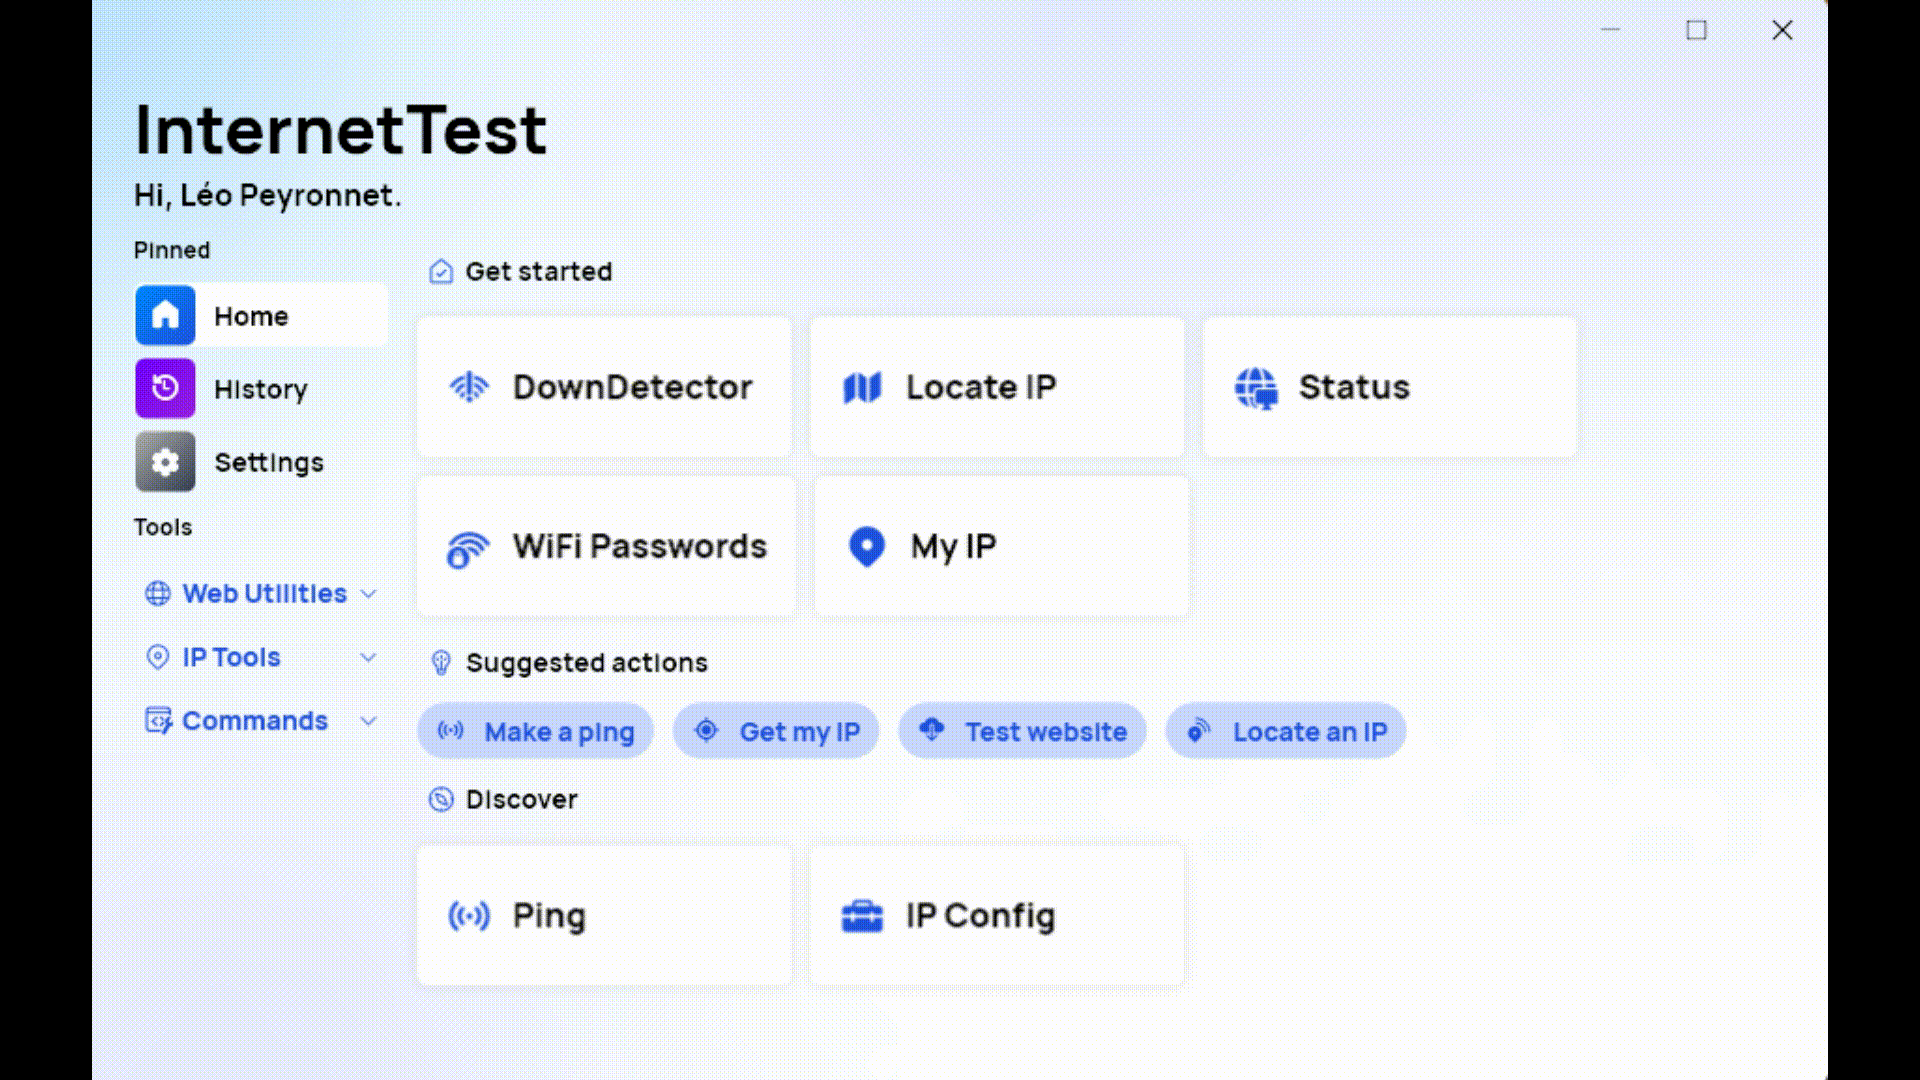 InternetTest
Hi, Léo Peyronnet.
Pinned
Home
History
Settings
Tools
Web Utilities
IP Tools
Commands
Get started
DownDetector
Locate IP
Status
WiFi Passwords
My IP
Suggested actions
Make a ping
Get my IP
Test website
Locate an IP
Discover
Ping
IP Config